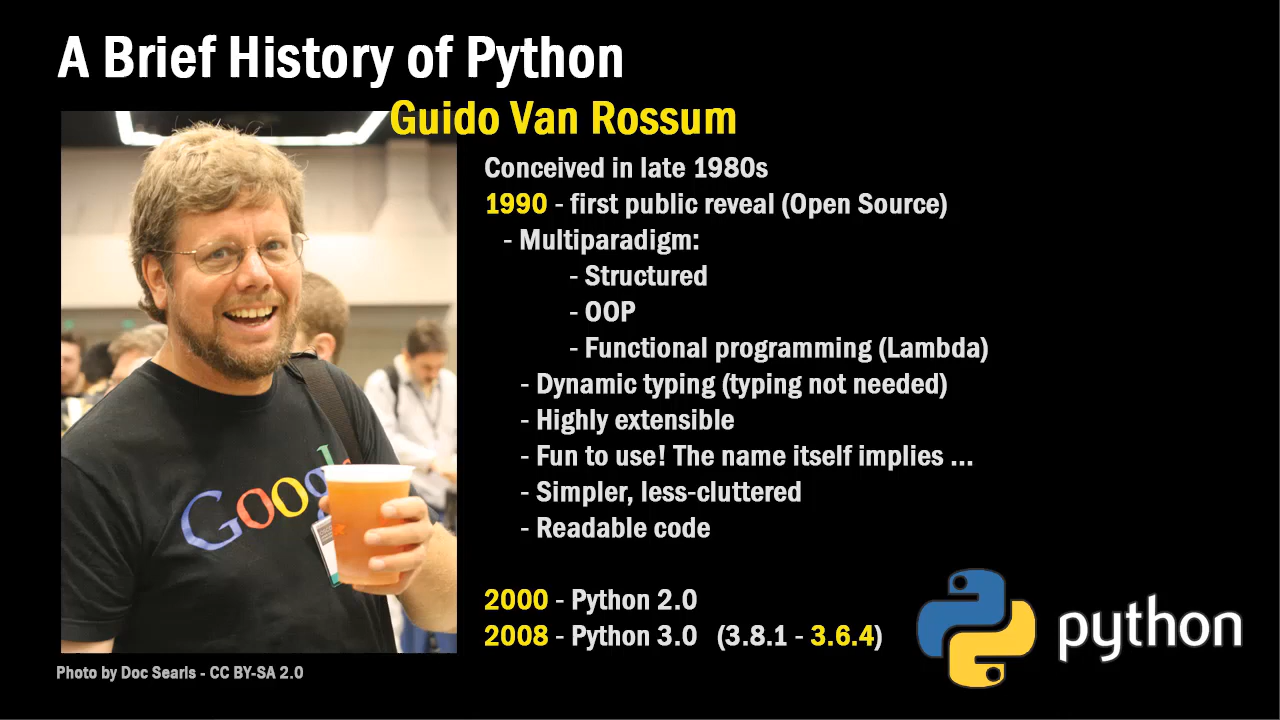 A Brief History of Python
Guido Van Rossum
Conceived in late 1980s
1990 - first public reveal (Open Source)
- Multiparadigm:
- Structured
- OOP
- Functional programming (Lambda)
- Dynamic typing (typing not needed)
- Highly extensible
- Fun to use! The name itself implies ...
- Simpler, less-cluttered
- Readable code
Google
2000 - Python 2.0
2008 - Python 3.0 (3.8.1 - 3.6.4)
python
Photo by Doc Searls - CC BY-SA 2.0